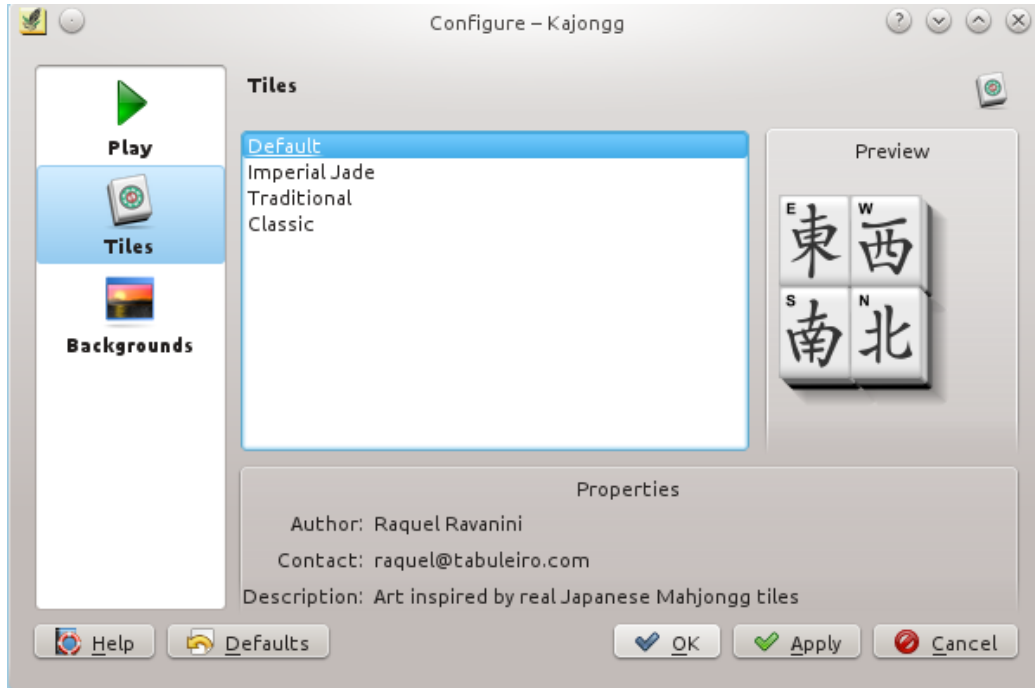 Configure – Kajongg
Play
Tiles
Backgrounds
Tiles
Default
Imperial Jade
Traditional
Classic
Preview
E 東 W 西
S 南 N 北
Properties
Author: Raquel Ravanini
Contact: raquel@tabuleiro.com
Description: Art inspired by real Japanese Mahjongg tiles
Help Defaults OK Apply Cancel